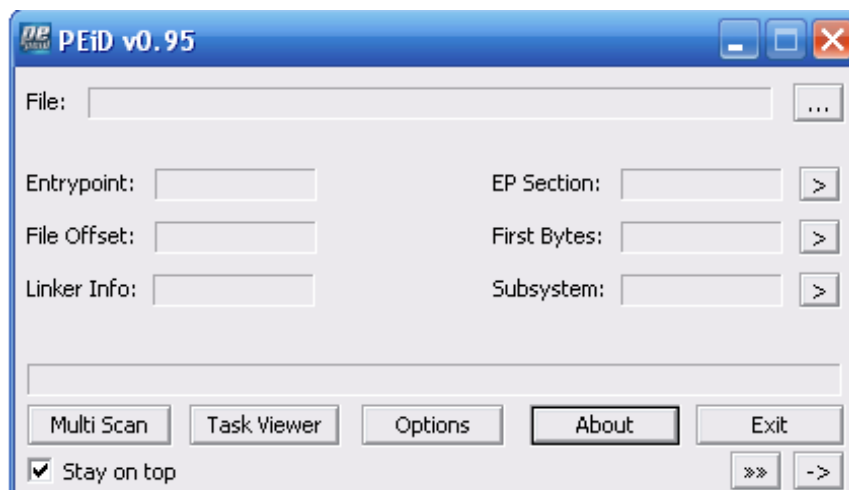 PEiD v0.95
File: ...
Entrypoint: EP Section: >
File Offset: First Bytes: >
Linker Info: Subsystem: >
Multi Scan Task Viewer Options About Exit
Stay on top »» ->